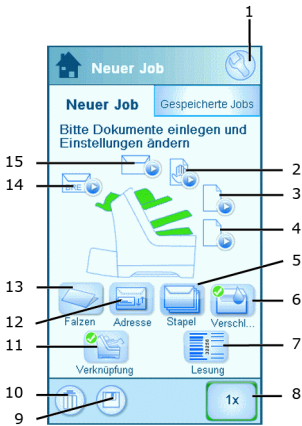 1
Neuer Job
Neuer Job
Gespeicherte Jobs
Bitte Dokumente einlegen und
Einstellungen ändern
15
2
14
BRE
3
4
5
13
6
12
Falzen
Adresse
Stapel
Verschl...
11
7
Verknüpfung
Lesung
10
8
1x
9